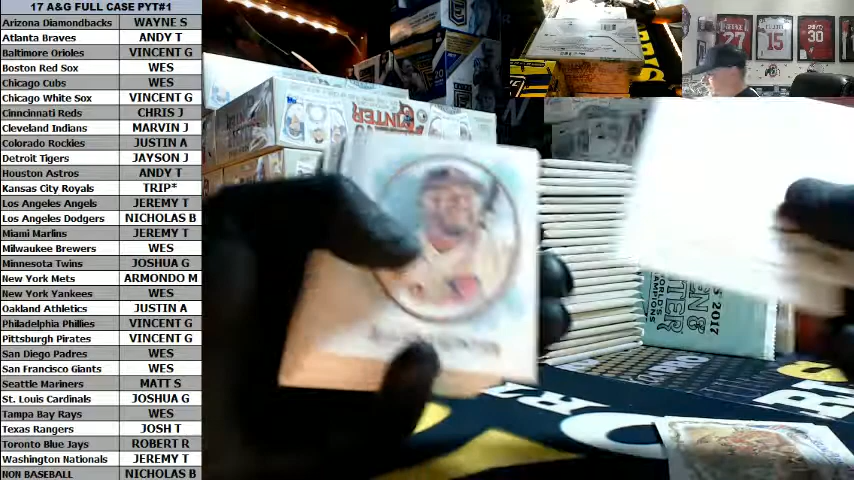 17 A&G FULL CASE PYT#1
Arizona Diamondbacks WAYNE S
Atlanta Braves ANDY T
Baltimore Orioles VINCENT G
Boston Red Sox WES
Chicago Cubs WES
Chicago White Sox VINCENT G
Cinncinnati Reds CHRIS J
Cleveland Indians MARVIN J
Colorado Rockies JUSTIN A
Detroit Tigers JAYSON J
Houston Astros ANDY T
Kansas City Royals TRIP*
Los Angeles Angels JEREMY T
Los Angeles Dodgers NICHOLAS B
Miami Marlins JEREMY T
Milwaukee Brewers WES
Minnesota Twins JOSHUA G
New York Mets ARMONDO M
New York Yankees WES
Oakland Athletics JUSTIN A
Philadelphia Phillies VINCENT G
Pittsburgh Pirates VINCENT G
San Diego Padres WES
San Francisco Giants WES
Seattle Mariners MATT S
St. Louis Cardinals JOSHUA G
Tampa Bay Rays WES
Texas Rangers JOSH T
Toronto Blue Jays ROBERT R
Washington Nationals JEREMY T
NON BASEBALL NICHOLAS B
GINTER
27
15
30
2017
WORLD'S
CHAMPIONS